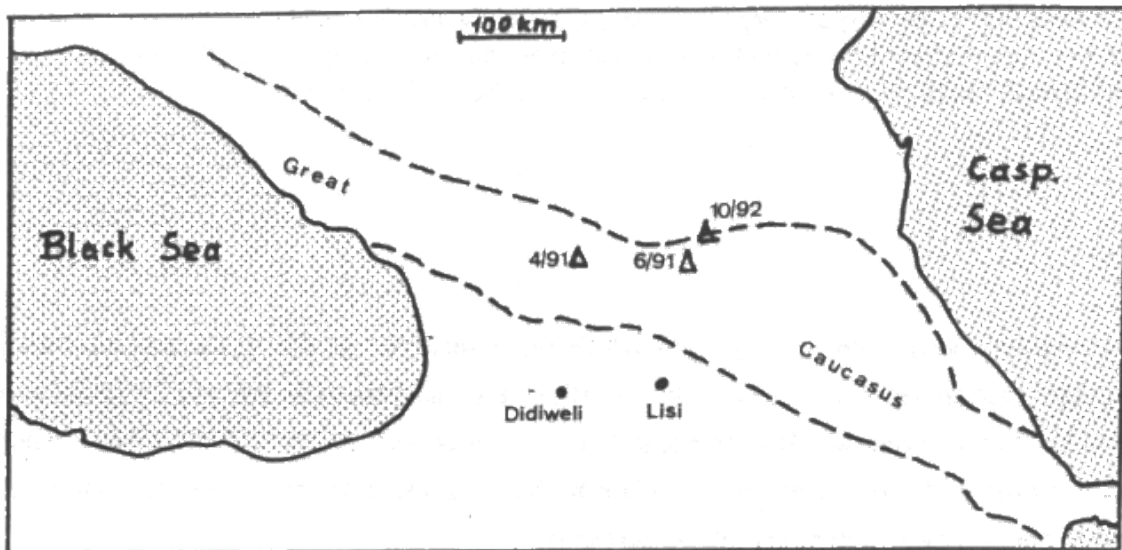 100 km
Great
Casp.
Sea
Black Sea
10/92
4/91
6/91
Caucasus
Didiweli
Lisi